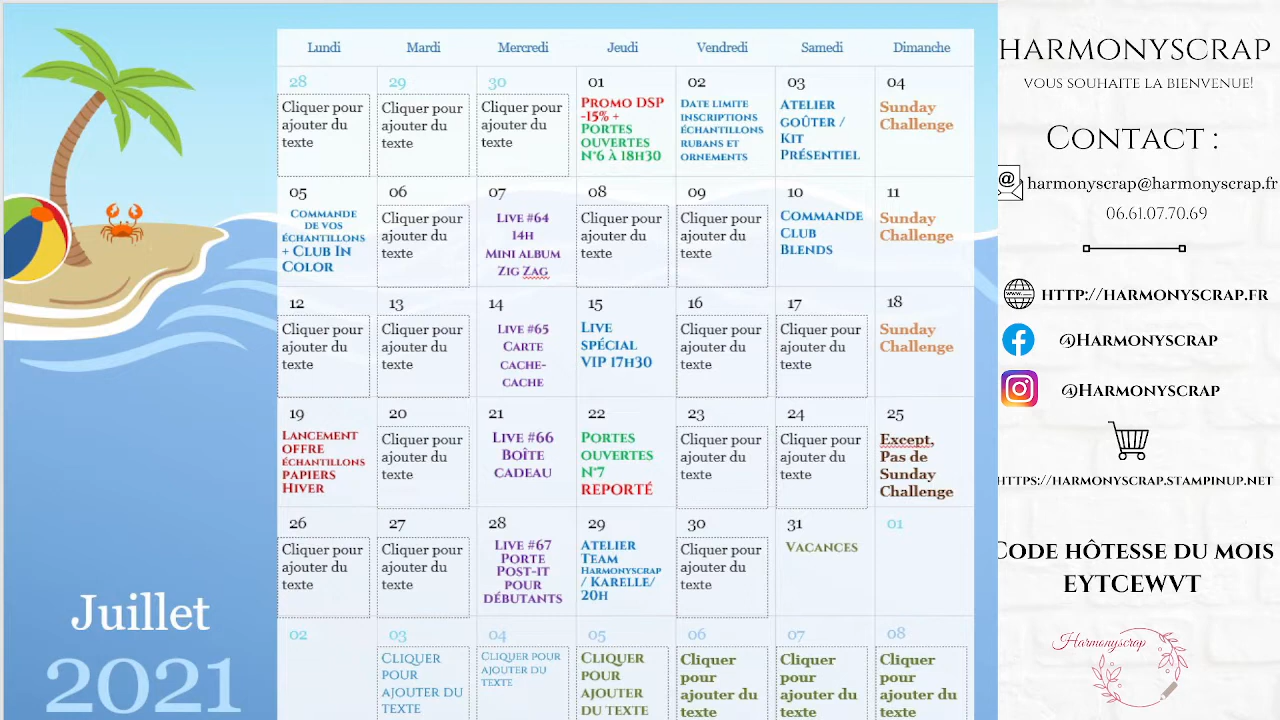 Lundi Mardi Mercredi Jeudi Vendredi Samedi Dimanche
28 29 30 01 02 03 04
Cliquer pour
ajouter du
texte
Cliquer pour
ajouter du
texte
Cliquer pour
ajouter du
texte
Promo DSP
-15% +
Portes
ouvertes
N°6 à 18h30
Date limite
inscriptions
échantillons
rubans et
ornements
Atelier
goûter /
Kit
Présentiel
Sunday
Challenge
05 06 07 08 09 10 11
Commande
de vos
échantillons
+ Club In
Color
Cliquer pour
ajouter du
texte
Live #64
14h
Mini album
Zig Zag
Cliquer pour
ajouter du
texte
Cliquer pour
ajouter du
texte
Commande
Club
Blends
Sunday
Challenge
12 13 14 15 16 17 18
Cliquer pour
ajouter du
texte
Cliquer pour
ajouter du
texte
Live #65
Carte
cache-
cache
Live
spécial
VIP 17h30
Cliquer pour
ajouter du
texte
Cliquer pour
ajouter du
texte
Sunday
Challenge
19 20 21 22 23 24 25
Lancement
offre
échantillons
papiers
Hiver
Cliquer pour
ajouter du
texte
Live #66
Boîte
cadeau
Portes
ouvertes
N°7
REPORTÉ
Cliquer pour
ajouter du
texte
Cliquer pour
ajouter du
texte
Except,
Pas de
Sunday
Challenge
26 27 28 29 30 31 01
Cliquer pour
ajouter du
texte
Cliquer pour
ajouter du
texte
Live #67
Porte
Post-it
pour
débutants
Atelier
Team
Harmonyscrap
/ Karelle/
20h
Cliquer pour
ajouter du
texte
Vacances
02 03 04 05 06 07 08
Cliquer
pour
ajouter du
texte
Cliquer pour
ajouter du
texte
Cliquer
pour
ajouter
du texte
Cliquer
pour
ajouter du
texte
Cliquer
pour
ajouter du
texte
Cliquer
pour
ajouter du
texte
Juillet
2021
HARMONYSCRAP
VOUS SOUHAITE LA BIENVENUE!
Contact :
harmonyscrap@harmonyscrap.fr
06.61.07.70.69
http://harmonyscrap.fr
@Harmonyscrap
@Harmonyscrap
https://harmonyscrap.stampinup.net
Code hôtesse du mois
EYTCEWVT
Harmonyscrap